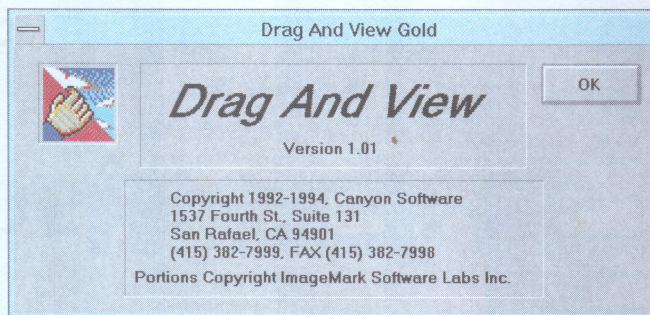 Drag And View Gold
Drag And View
OK
Version 1.01
Copyright 1992-1994, Canyon Software
1537 Fourth St., Suite 131
San Rafael, CA 94901
(415) 382-7999, FAX (415) 382-7998
Portions Copyright ImageMark Software Labs Inc.